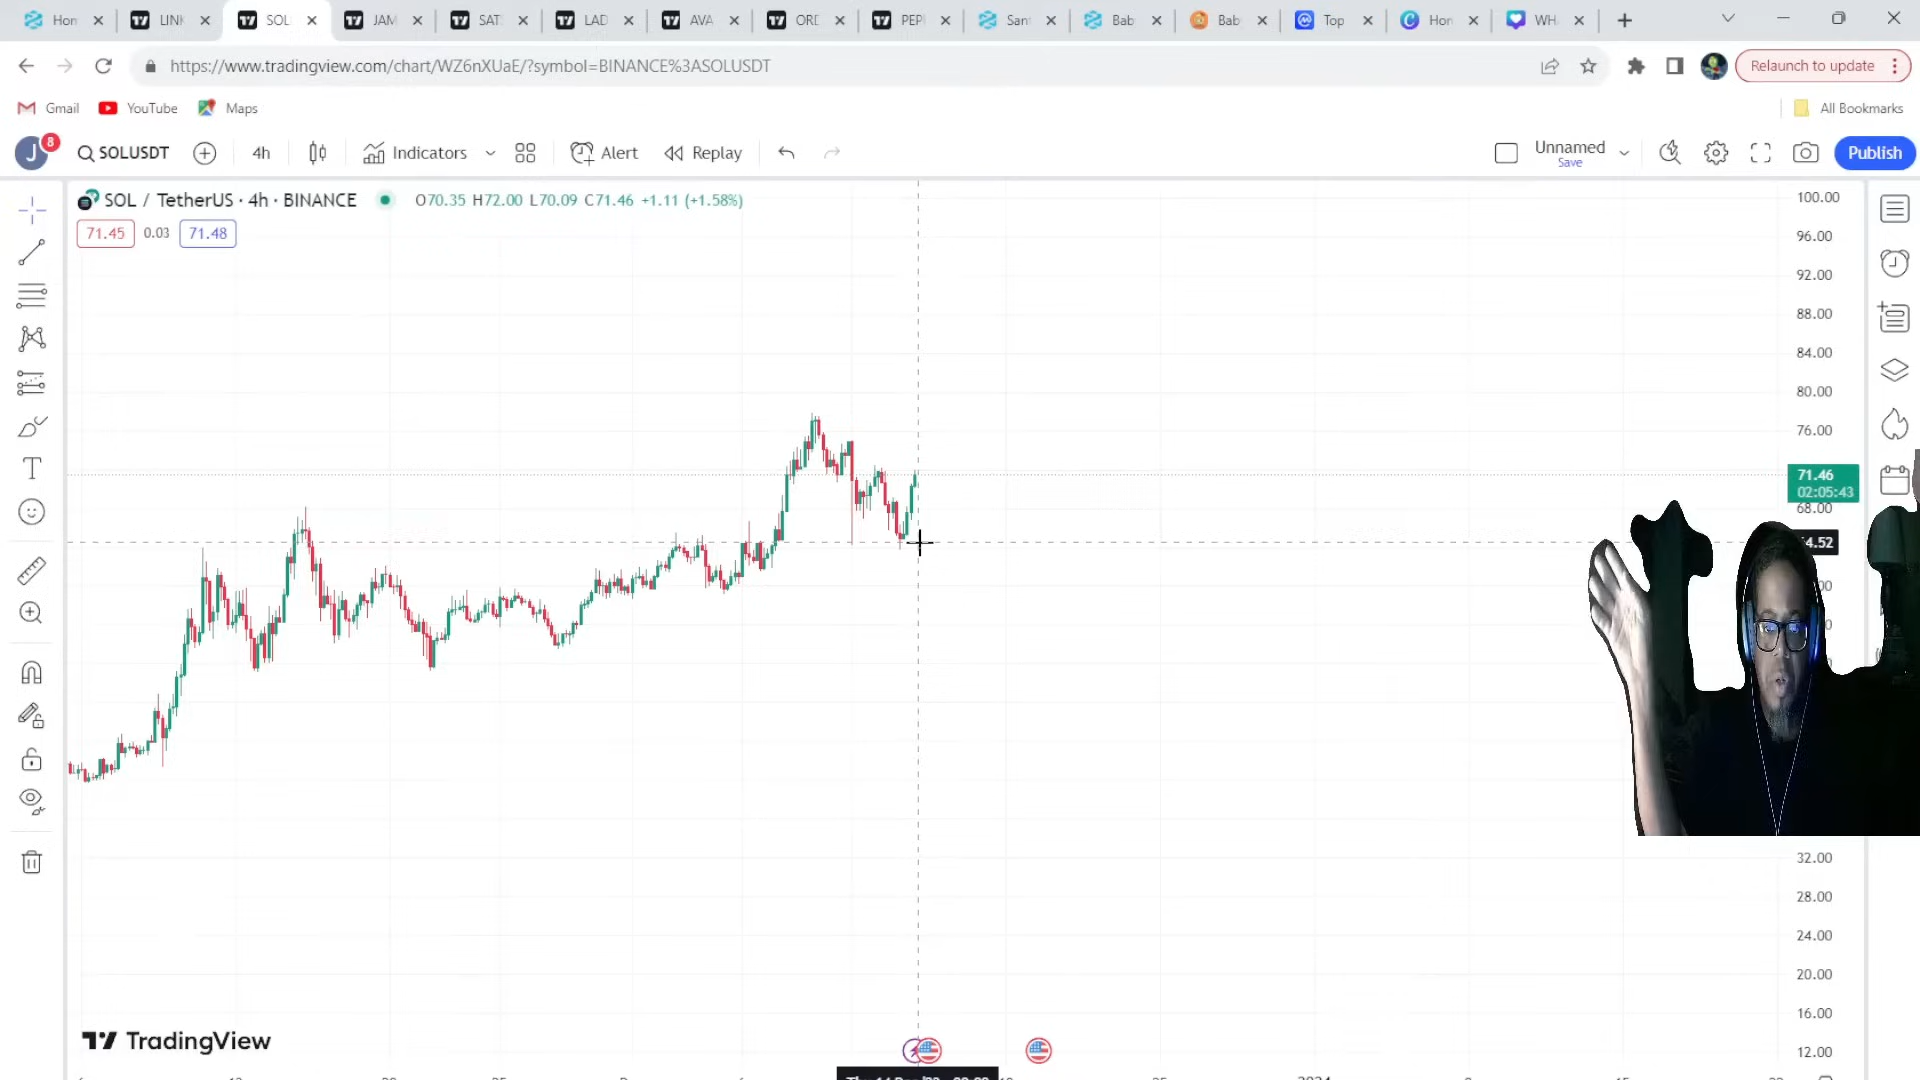 Hon
LINK
SOL
JAM
SAT
LAD
AVA
ORD
PEP
San
Bab
Bab
Top
Hon
WH
https://www.tradingview.com/chart/WZ6nXUaE/?symbol=BINANCE%3ASOLUSDT
Relaunch to update
Gmail
YouTube
Maps
All Bookmarks
J 8
SOLUSDT
4h
Indicators
Alert
Replay
Unnamed
Save
Publish
SOL / TetherUS · 4h · BINANCE
O70.35 H72.00 L70.09 C71.46 +1.11 (+1.58%)
71.45 0.03 71.48
100.00
96.00
92.00
88.00
84.00
80.00
76.00
71.46
02:05:43
68.00
4.52
32.00
28.00
24.00
20.00
16.00
12.00
TradingView